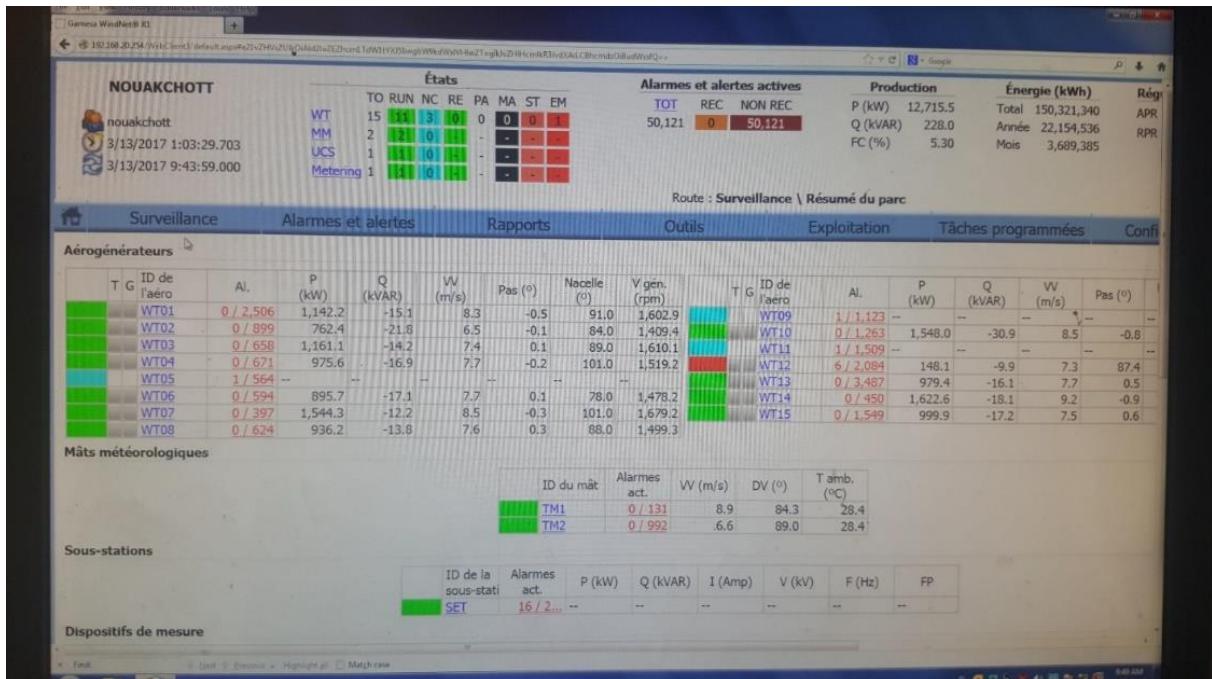 Gamesa WindNet® X1
Google
NOUAKCHOTT
nouakchott
3/13/2017 1:03:29.703
3/13/2017 9:43:59.000
États
TO RUN NC RE PA MA ST EM
WT 15 11 3 0 0 0 0 1
MM 2 2 0 - - - - -
UCS 1 1 0 - - - - -
Metering 1 1 0 - - - - -
Alarmes et alertes actives
TOT REC NON REC
50,121 0 50,121
Production
P (kW) 12,715.5
Q (kVAR) 228.0
FC (%) 5.30
Énergie (kWh)
Total 150,321,340
Année 22,154,536
Mois 3,689,385
Rég
APR
RPR
Route : Surveillance \ Résumé du parc
Surveillance Alarmes et alertes Rapports Outils Exploitation Tâches programmées Confi
Aérogénérateurs
T G ID de l'aéro Al. P (kW) Q (kVAR) VV (m/s) Pas (º) Nacelle (º) V gén. (rpm)
WT01 0 / 2,506 1,142.2 -15.1 8.3 -0.5 91.0 1,602.9
WT02 0 / 899 762.4 -21.8 6.5 -0.1 84.0 1,409.4
WT03 0 / 658 1,161.1 -14.2 7.4 0.1 89.0 1,610.1
WT04 0 / 671 975.6 -16.9 7.7 -0.2 101.0 1,519.2
WT05 1 / 564 -- -- -- -- -- --
WT06 0 / 594 895.7 -17.1 7.7 0.1 78.0 1,478.2
WT07 0 / 397 1,544.3 -12.2 8.5 -0.3 101.0 1,679.2
WT08 0 / 624 936.2 -13.8 7.6 0.3 88.0 1,499.3
T G ID de l'aéro Al. P (kW) Q (kVAR) VV (m/s) Pas (º)
WT09 1 / 1,123 -- -- -- --
WT10 0 / 1,263 1,548.0 -30.9 8.5 -0.8
WT11 1 / 1,509 -- -- -- --
WT12 6 / 2,084 148.1 -9.9 7.3 87.4
WT13 0 / 3,487 979.4 -16.1 7.7 0.5
WT14 0 / 450 1,622.6 -18.1 9.2 -0.9
WT15 0 / 1,549 999.9 -17.2 7.5 0.6
Mâts météorologiques
ID du mât Alarmes act. VV (m/s) DV (º) T amb. (ºC)
TM1 0 / 131 8.9 84.3 28.4
TM2 0 / 992 6.6 89.0 28.4
Sous-stations
ID de la sous-stati Alarmes act. P (kW) Q (kVAR) I (Amp) V (kV) F (Hz) FP
SET 16 / 2... -- -- -- -- -- --
Dispositifs de mesure
Find: Next Previous Highlight all Match case
9:49 AM